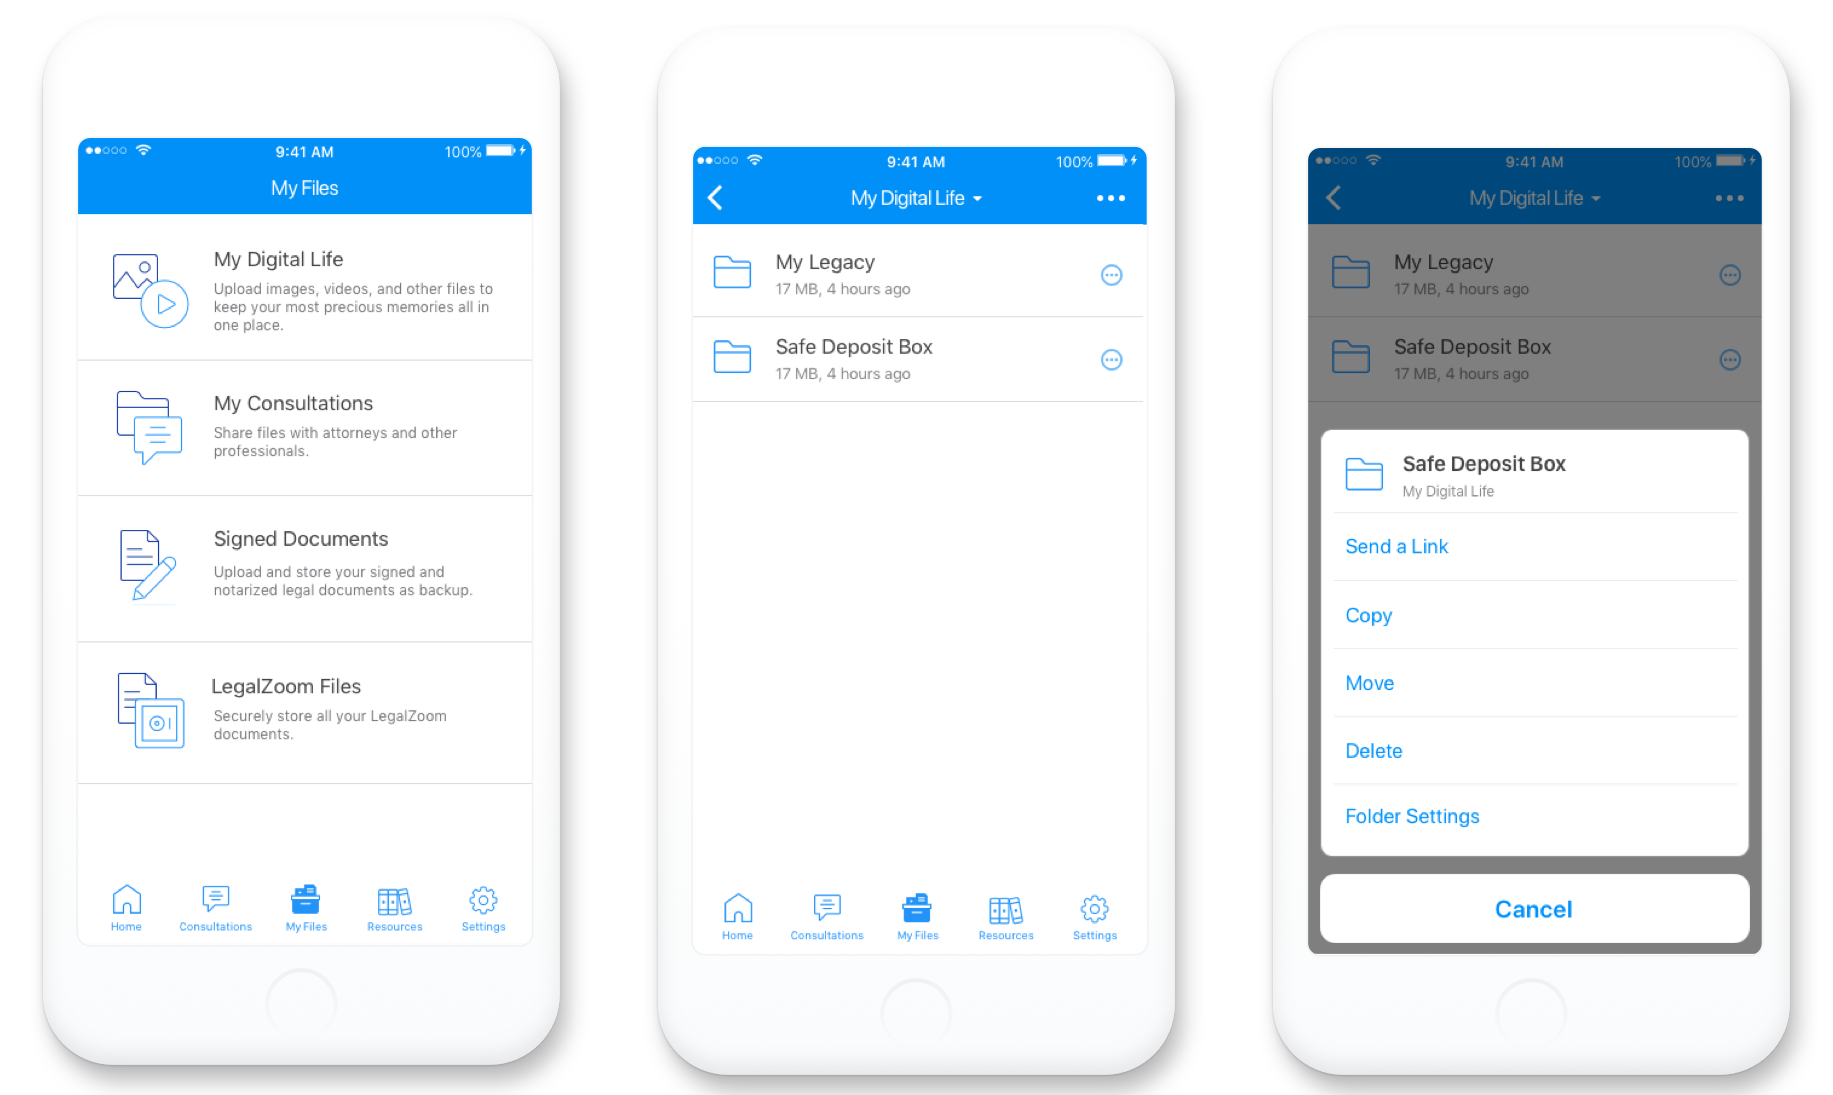 9:41 AM
100%
My Files
My Digital Life
Upload images, videos, and other files to
keep your most precious memories all in
one place.
My Consultations
Share files with attorneys and other
professionals.
Signed Documents
Upload and store your signed and
notarized legal documents as backup.
LegalZoom Files
Securely store all your LegalZoom
documents.
Home
Consultations
My Files
Resources
Settings
9:41 AM
100%
My Digital Life
My Legacy
17 MB, 4 hours ago
Safe Deposit Box
17 MB, 4 hours ago
Home
Consultations
My Files
Resources
Settings
9:41 AM
100%
My Digital Life
My Legacy
17 MB, 4 hours ago
Safe Deposit Box
17 MB, 4 hours ago
Safe Deposit Box
My Digital Life
Send a Link
Copy
Move
Delete
Folder Settings
Cancel